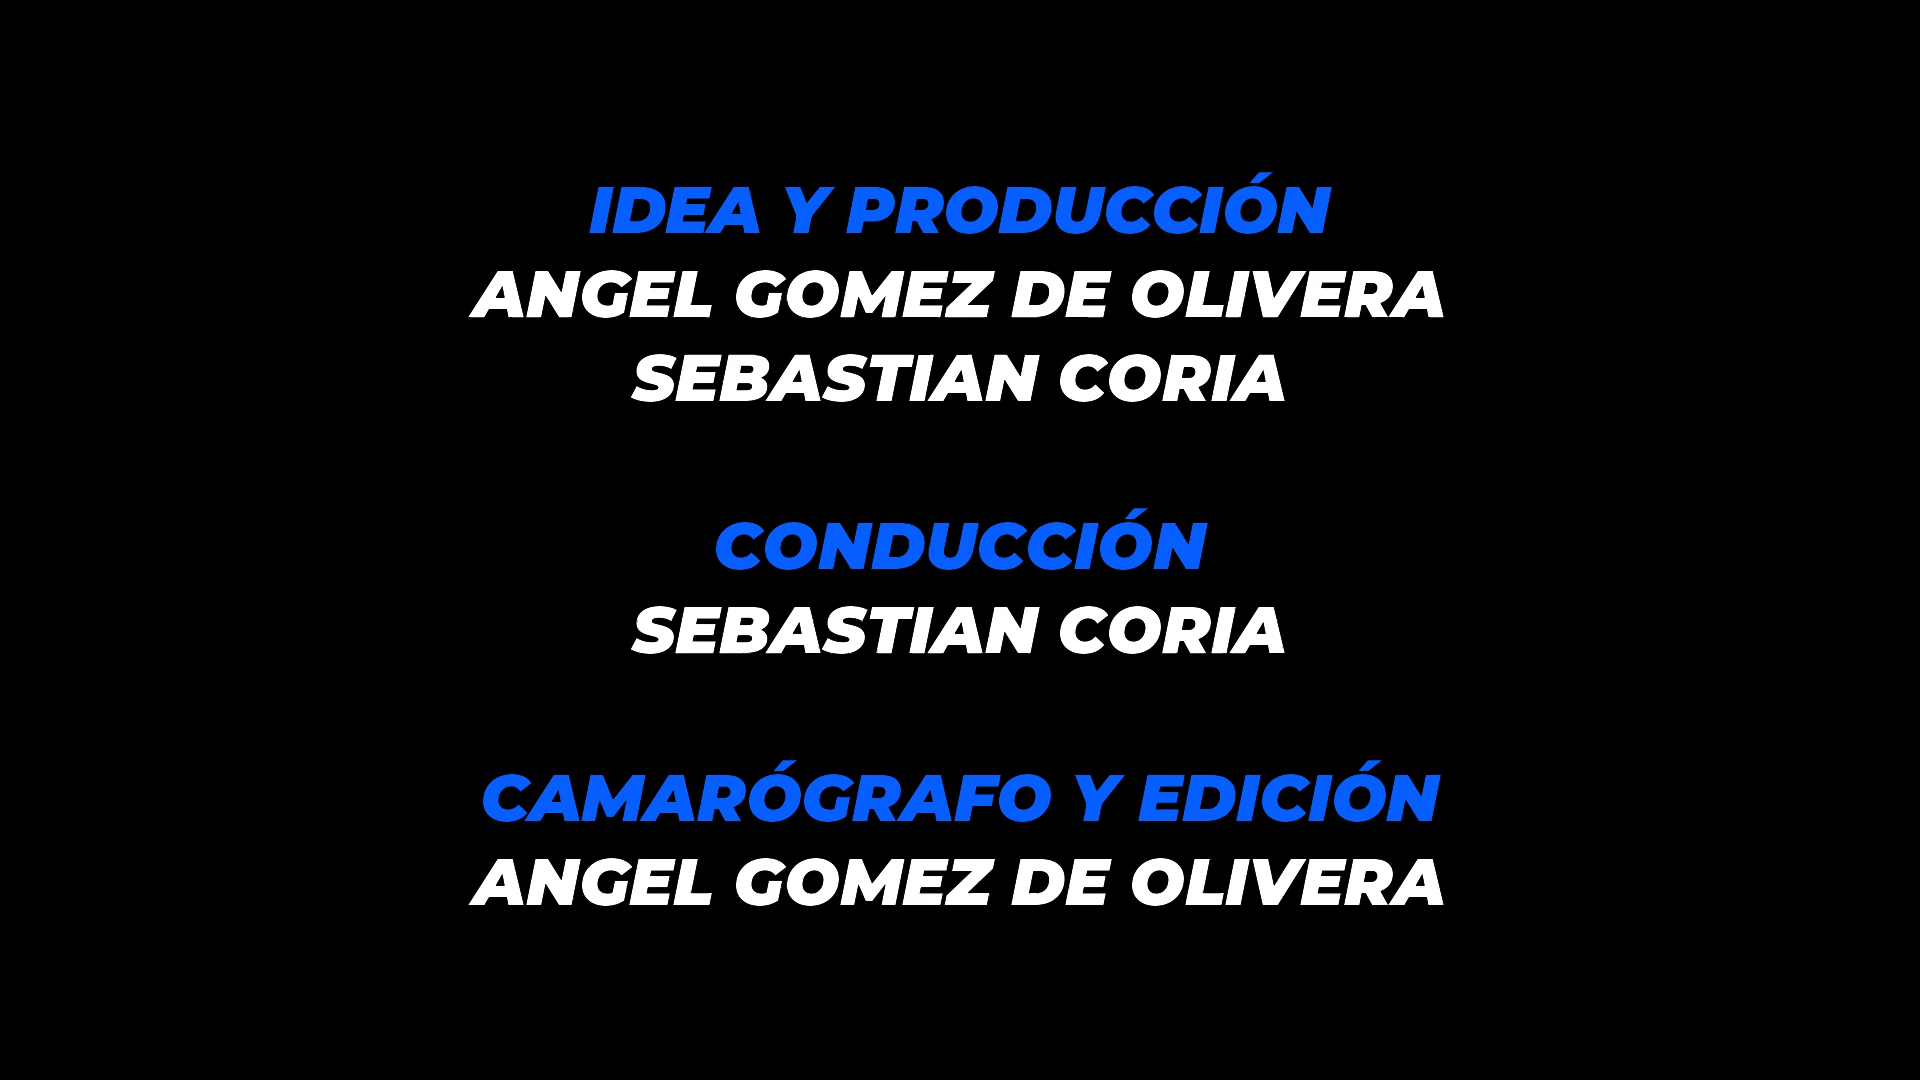 IDEA Y PRODUCCIÓN
ANGEL GOMEZ DE OLIVERA
SEBASTIAN CORIA
CONDUCCIÓN
SEBASTIAN CORIA
CAMARÓGRAFO Y EDICIÓN
ANGEL GOMEZ DE OLIVERA